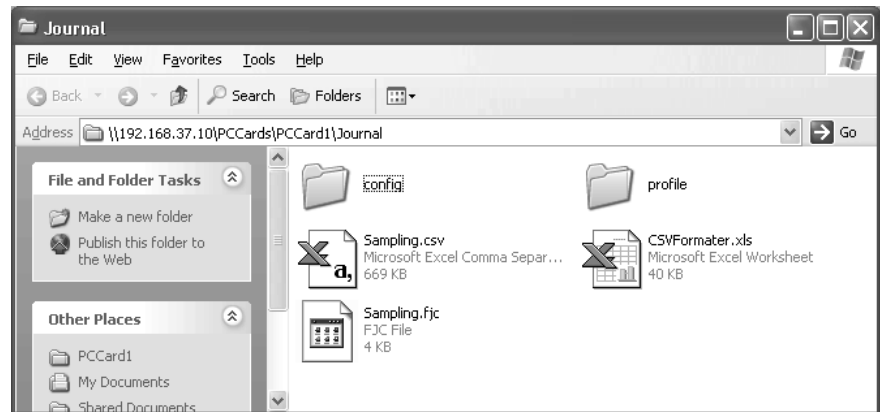 Journal
File Edit View Favorites Tools Help
Back Search Folders
Address \\192.168.37.10\PCCards\PCCard1\Journal Go
File and Folder Tasks
Make a new folder
Publish this folder to
the Web
Other Places
PCCard1
My Documents
Shared Documents
config
profile
Sampling.csv
Microsoft Excel Comma Separ...
669 KB
a,
CSVFormater.xls
Microsoft Excel Worksheet
40 KB
Sampling.fjc
FJC File
4 KB